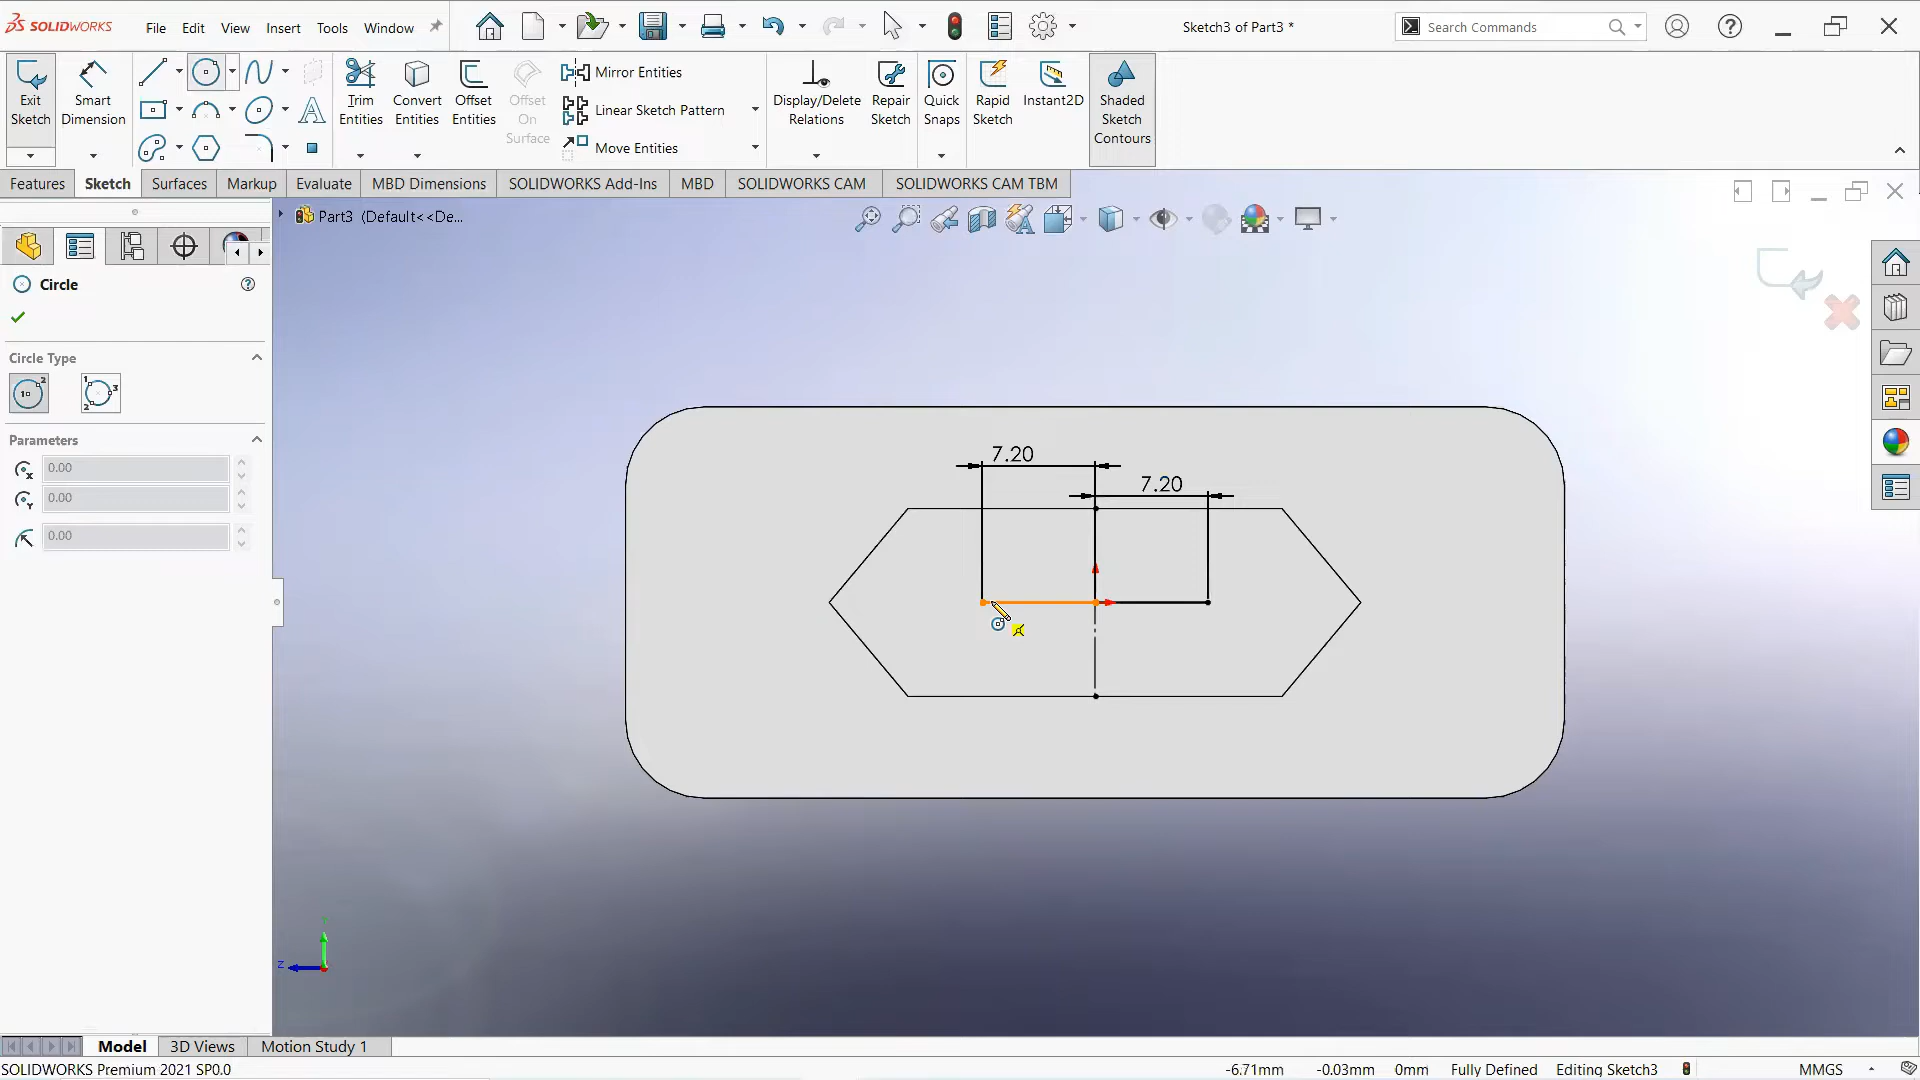 SOLIDWORKS
File Edit View Insert Tools Window
Sketch3 of Part3 *
Search Commands
Exit Sketch
Smart Dimension
Trim Entities
Convert Entities
Offset Entities
Offset On Surface
Mirror Entities
Linear Sketch Pattern
Move Entities
Display/Delete Relations
Repair Sketch
Quick Snaps
Rapid Sketch
Instant2D
Shaded Sketch Contours
Features Sketch Surfaces Markup Evaluate MBD Dimensions SOLIDWORKS Add-Ins MBD SOLIDWORKS CAM SOLIDWORKS CAM TBM
Part3 (Default<<De...
Circle
Circle Type
Parameters
0.00
0.00
0.00
7.20
7.20
Z
Model 3D Views Motion Study 1
SOLIDWORKS Premium 2021 SP0.0
-6.71mm -0.03mm 0mm Fully Defined Editing Sketch3 MMGS